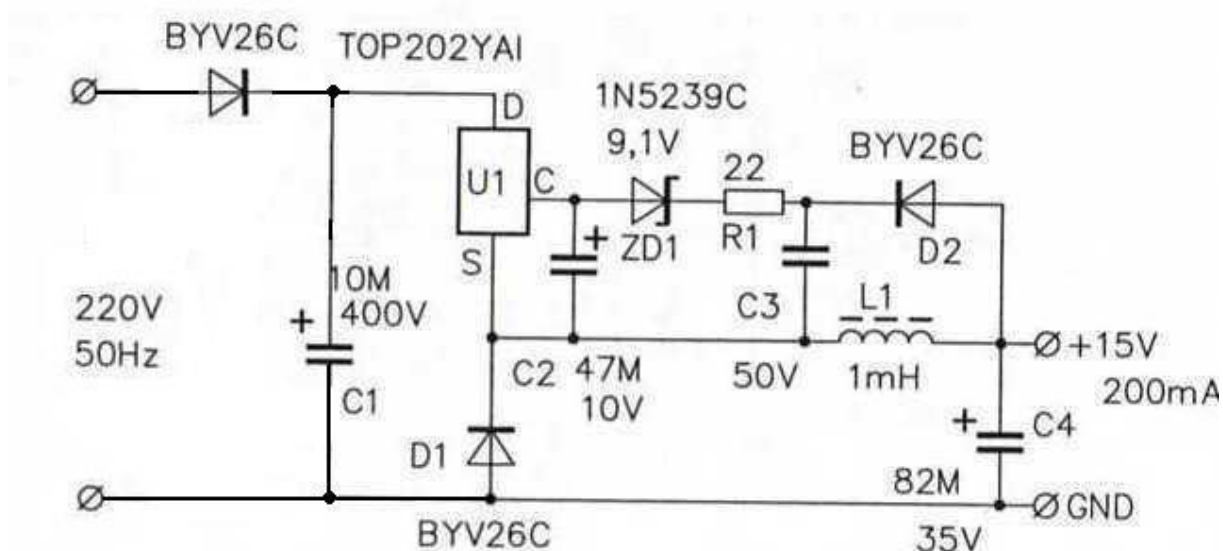 BYV26C
TOP202YAI
D
1N5239C
9,1V
BYV26C
U1
C
22
+
ZD1
R1
D2
S
10M
400V
220V
50Hz
+
C3
L1
C1
C2
47M
10V
50V
1mH
+15V
200mA
D1
+
C4
82M
35V
GND
BYV26C